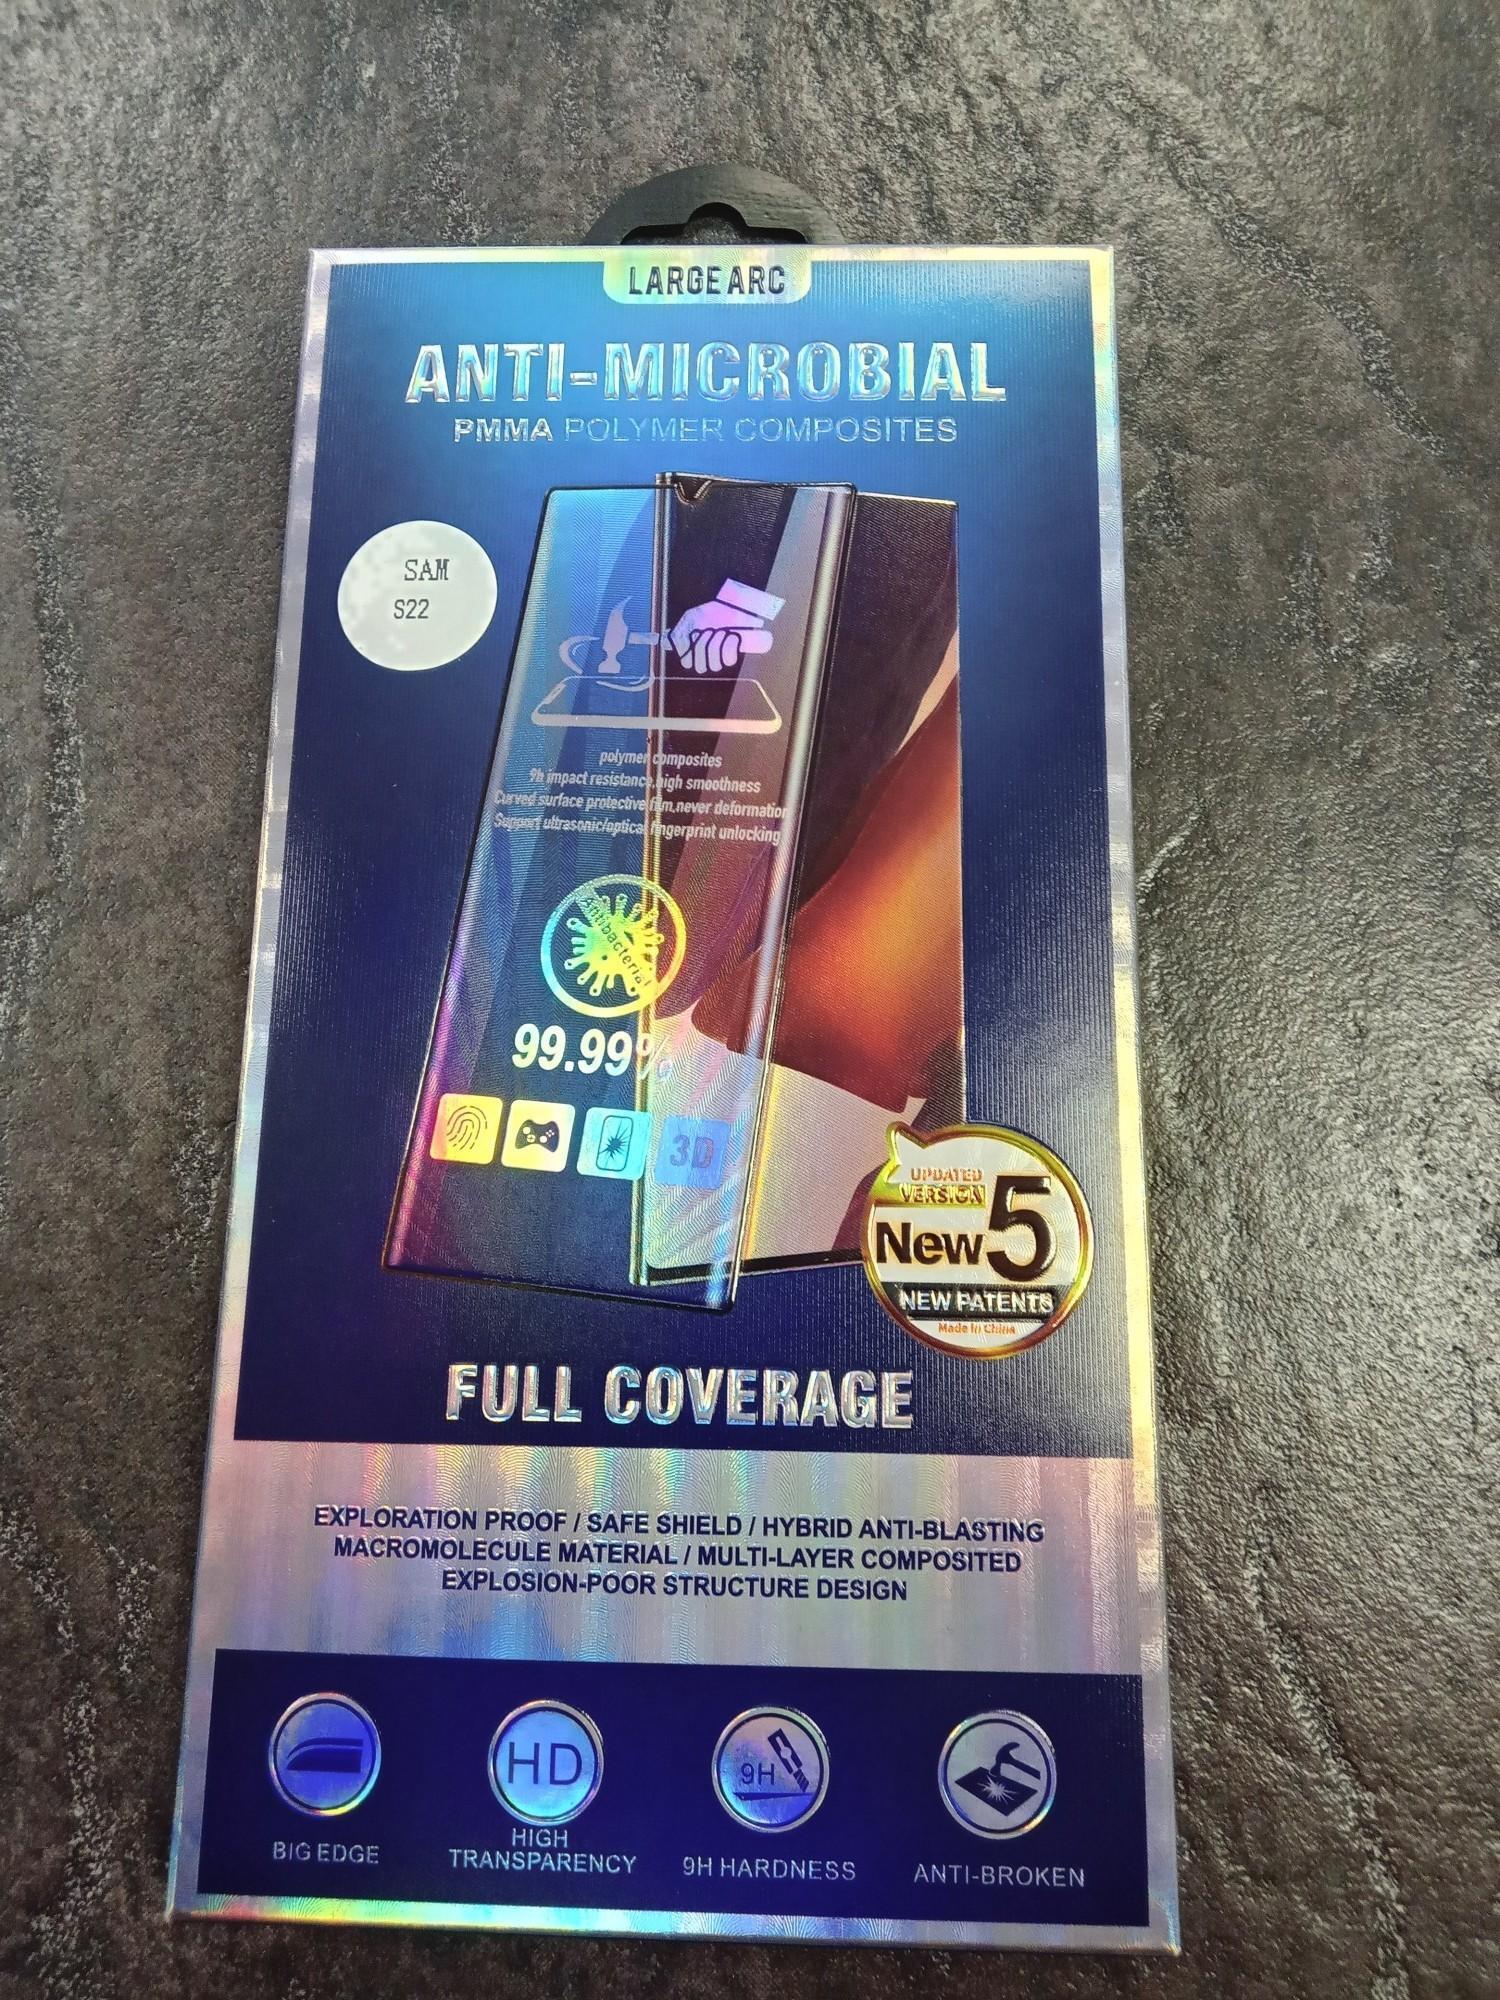 LARGE ARC
ANTI-MICROBIAL
PMMA POLYMER COMPOSITES
SAM
S22
polymer composites
9h impact resistance,high smoothness
Curved surface protective film,never deformation
Support ultrasonic/optical fingerprint unlocking
Antibacterial
99.99%
3D
UPDATED
VERSION
New 5
NEW PATENTS
Made in China
FULL COVERAGE
EXPLORATION PROOF / SAFE SHIELD / HYBRID ANTI-BLASTING
MACROMOLECULE MATERIAL / MULTI-LAYER COMPOSITED
EXPLOSION-POOR STRUCTURE DESIGN
HD
9H
BIG EDGE
HIGH
TRANSPARENCY
9H HARDNESS
ANTI-BROKEN